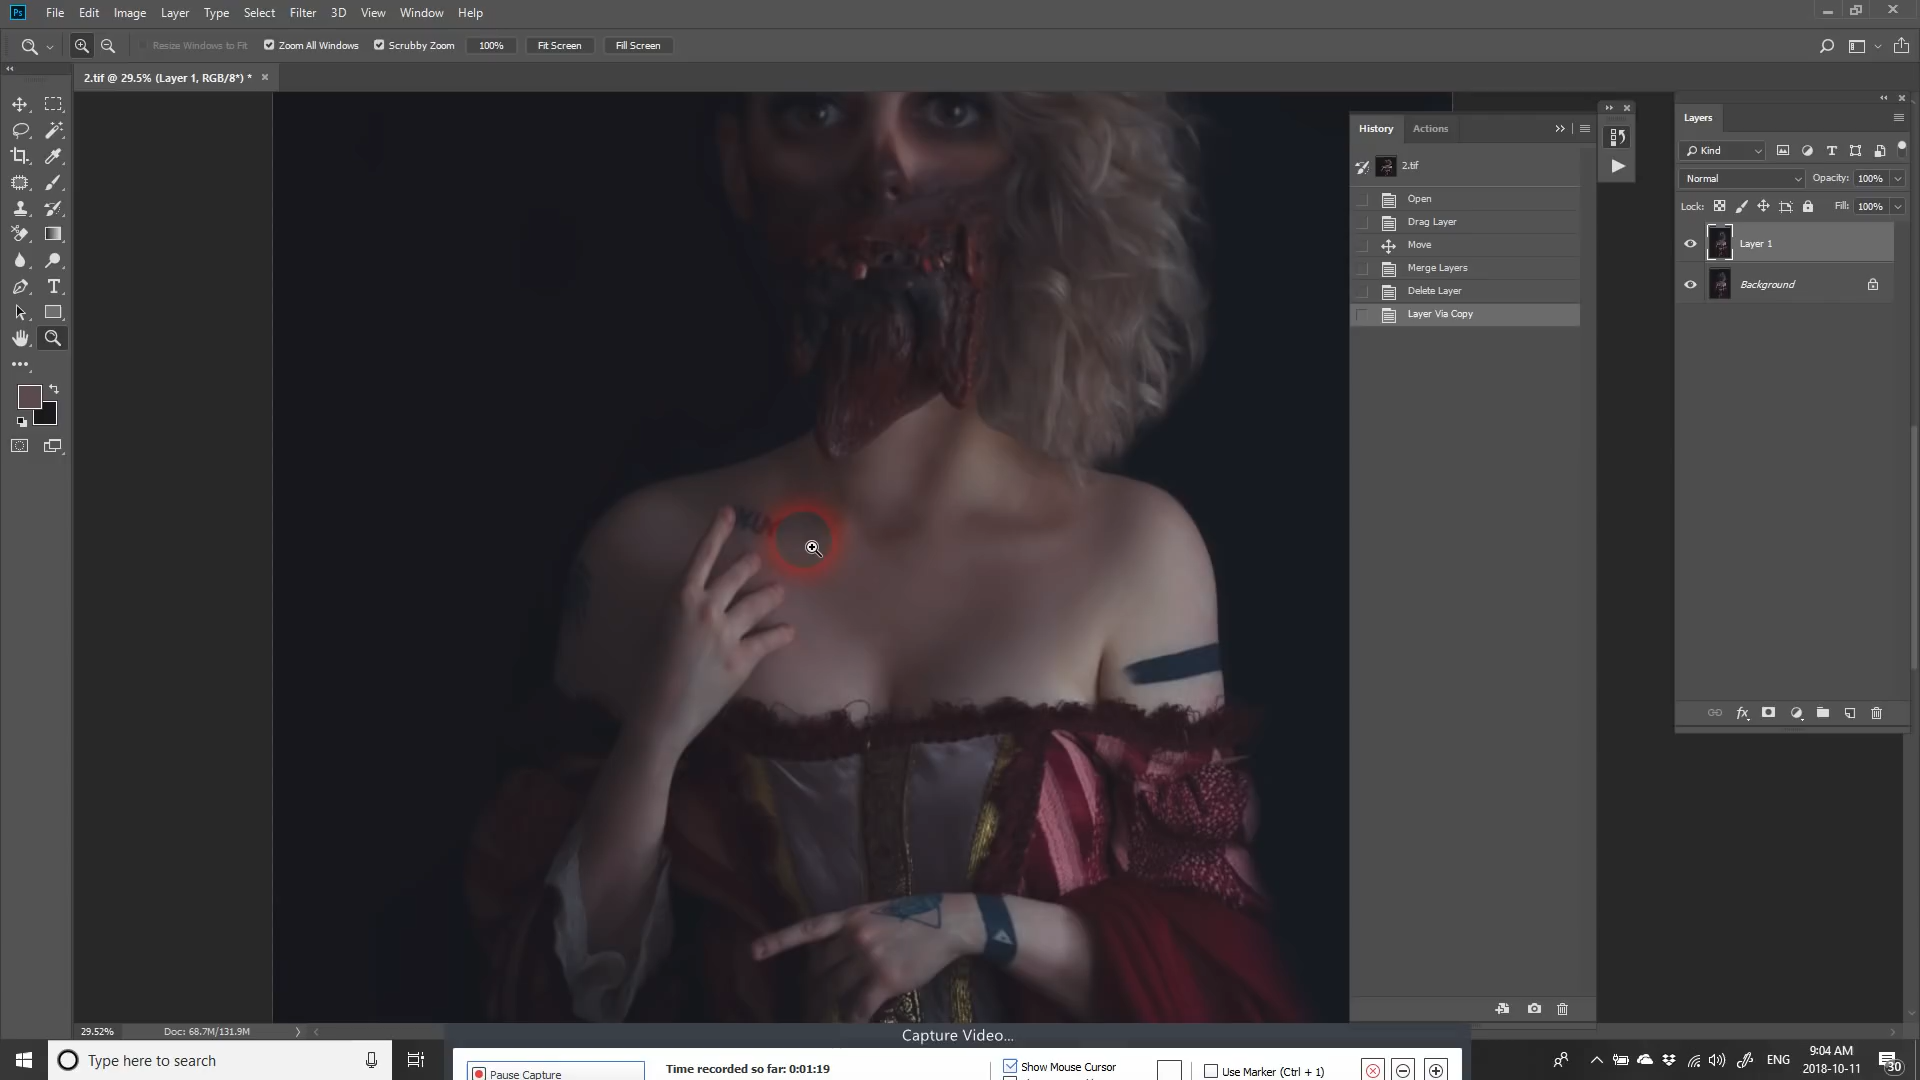 Ps File Edit Image Layer Type Select Filter 3D View Window Help
Resize Windows to Fit Zoom All Windows Scrubby Zoom 100% Fit Screen Fill Screen
2.tif @ 29.5% (Layer 1, RGB/8*) * ×
History Actions
2.tif
Open
Drag Layer
Move
Merge Layers
Delete Layer
Layer Via Copy
Layers
Kind
Normal Opacity: 100%
Lock: Fill: 100%
Layer 1
Background
fx
29.52% Doc: 68.7M/131.9M
Capture Video...
Pause Capture
Time recorded so far: 0:01:19
Show Mouse Cursor
Use Marker (Ctrl + 1)
Type here to search
ENG
9:04 AM
2018-10-11
30